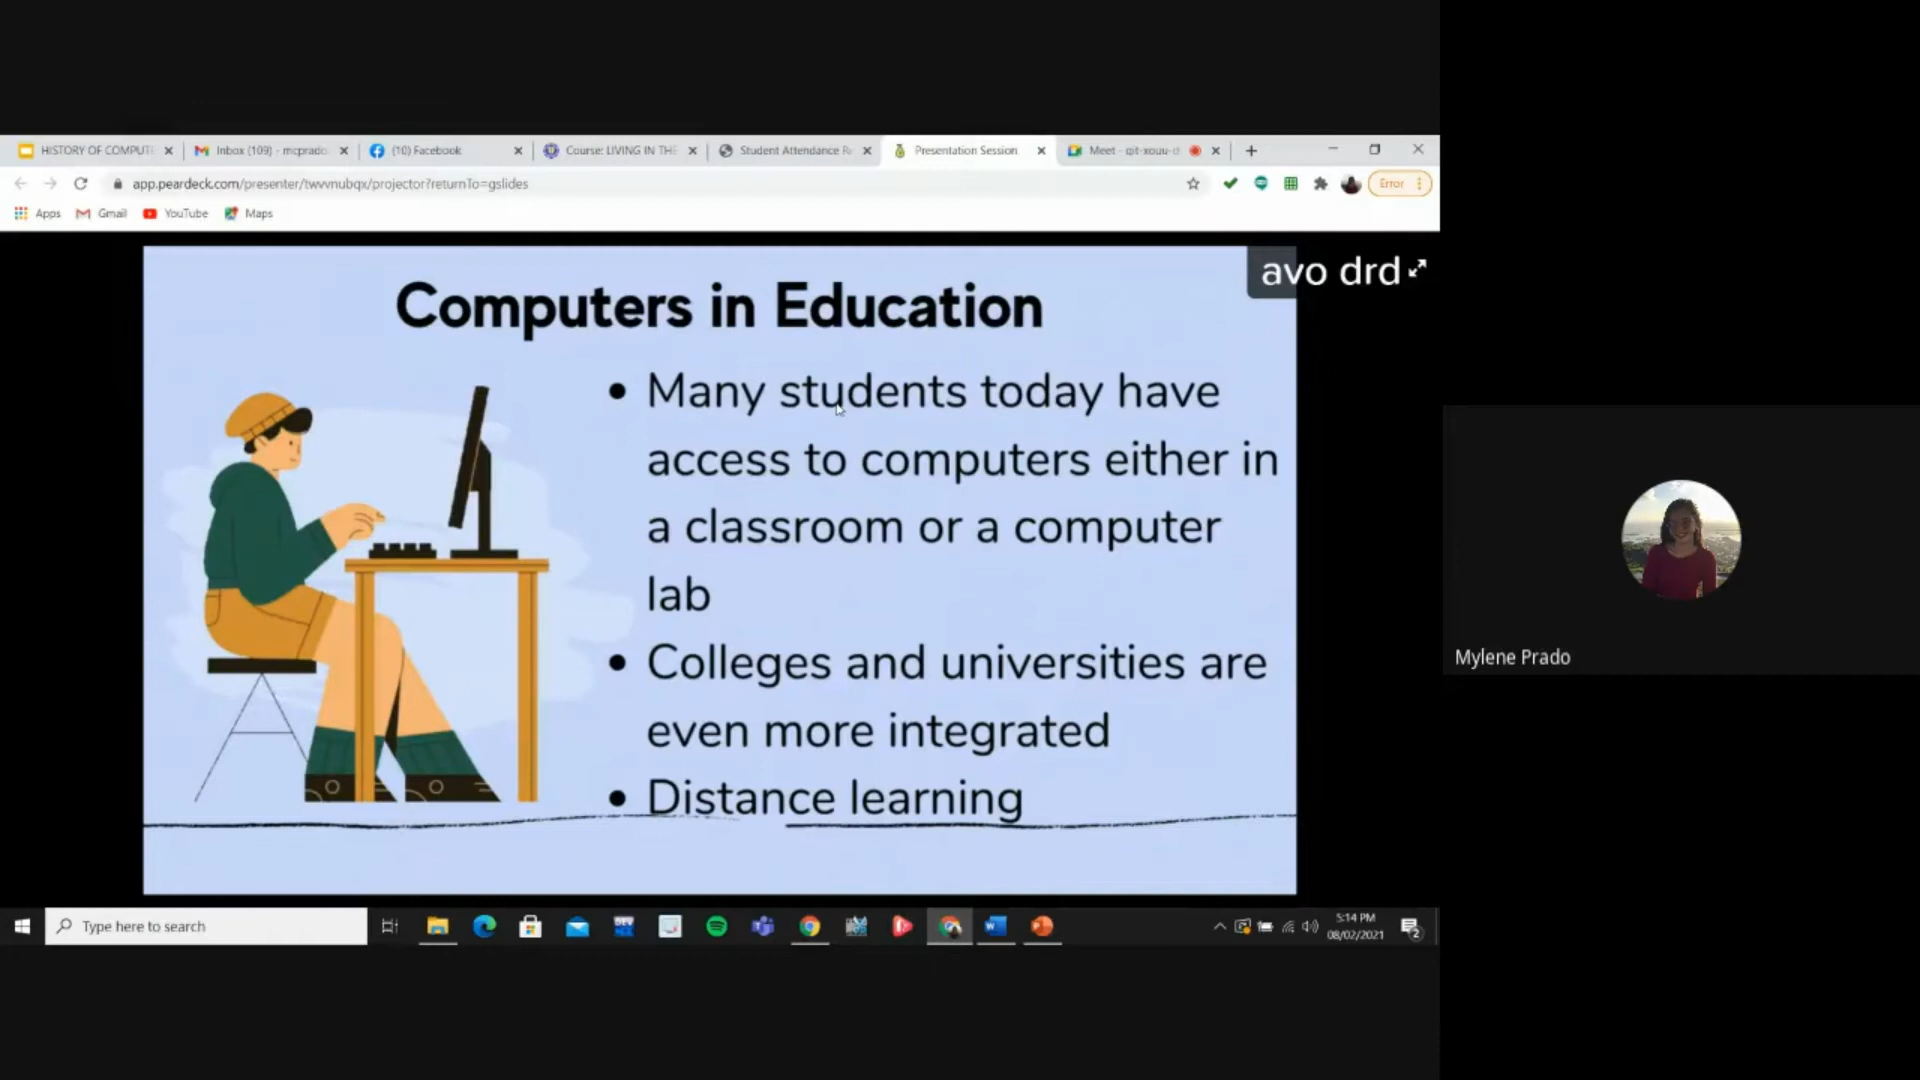 HISTORY OF COMPUT
Inbox (109) - mcprado
(10) Facebook
Course: LIVING IN THE
Student Attendance Re
Presentation Session
Meet -
app.peardeck.com/presenter/twvvnubqx/projector?returnTo=gslides
Error
Apps
Gmail
YouTube
Maps
avo drd
Computers in Education
• Many students today have
access to computers either in
a classroom or a computer
lab
• Colleges and universities are
even more integrated
• Distance learning
Mylene Prado
Type here to search
5:14 PM
08/02/2021
2